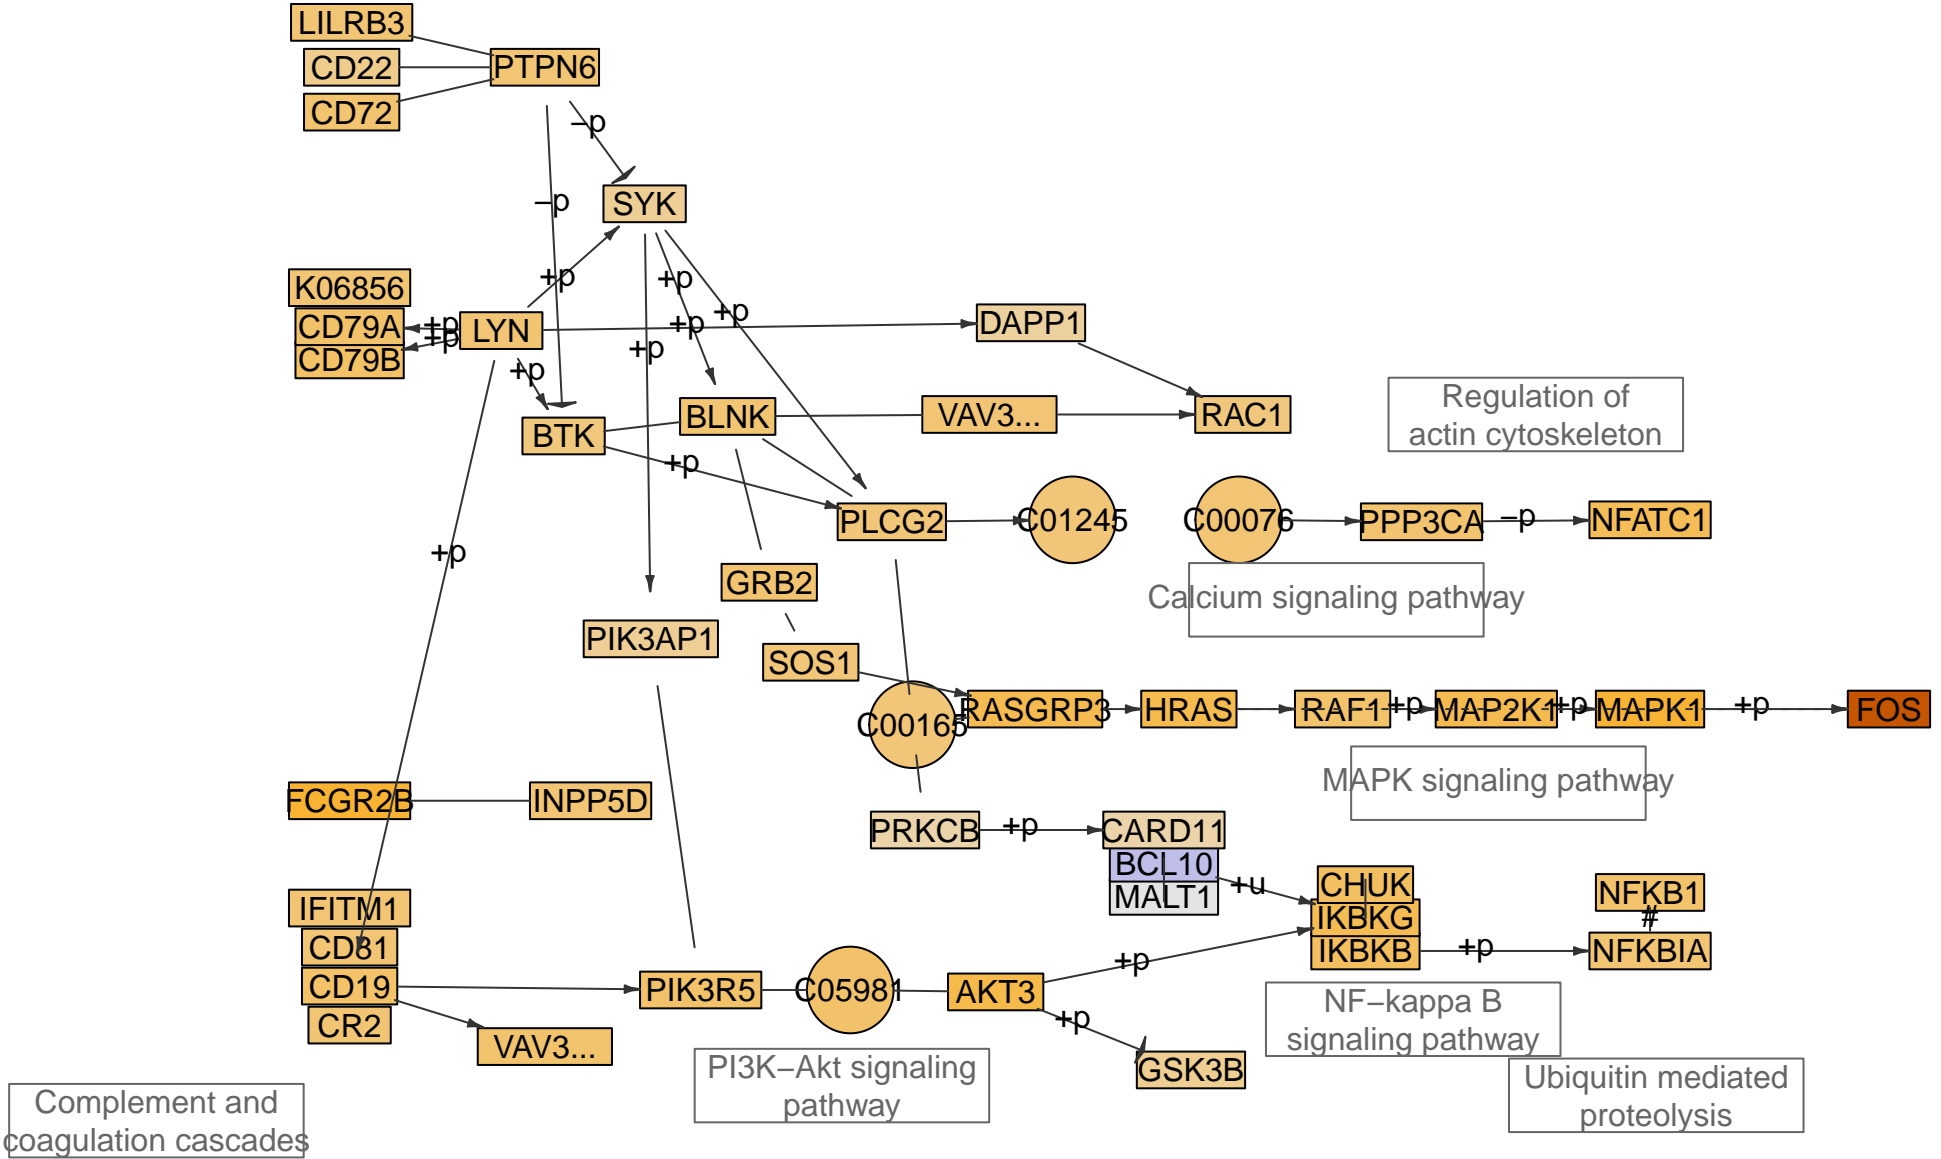 LILRB3
CD22
PTPN6
CD72
–p
SYK
–p
+p
+p
K06856
CD79A
+p
LYN
+p
+p
DAPP1
CD79B
+p
+p
+p
BTK
BLNK
VAV3...
RAC1
Regulation of
actin cytoskeleton
+p
PLCG2
C01245
C00076
PPP3CA
–p
NFATC1
+p
GRB2
Calcium signaling pathway
PIK3AP1
SOS1
C00165
RASGRP3
HRAS
RAF1
+p
MAP2K1
+p
MAPK1
+p
FOS
MAPK signaling pathway
FCGR2B
INPP5D
PRKCB
+p
CARD11
BCL10
MALT1
+u
CHUK
IKBKG
IKBKB
+p
NFKB1
#
NFKBIA
IFITM1
CD81
CD19
CR2
VAV3...
PIK3R5
C05981
AKT3
+p
+p
GSK3B
NF–kappa B
signaling pathway
PI3K–Akt signaling
pathway
Ubiquitin mediated
proteolysis
Complement and
coagulation cascades